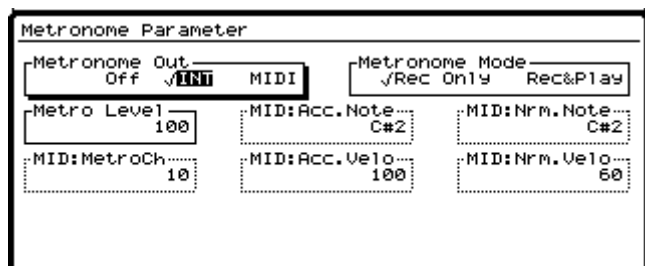 Metronome Parameter
Metronome Out
Off √INT MIDI
Metronome Mode
√Rec Only Rec&Play
Metro Level
100
MID:Acc.Note
C#2
MID:Nrm.Note
C#2
MID:MetroCh
10
MID:Acc.Velo
100
MID:Nrm.Velo
60